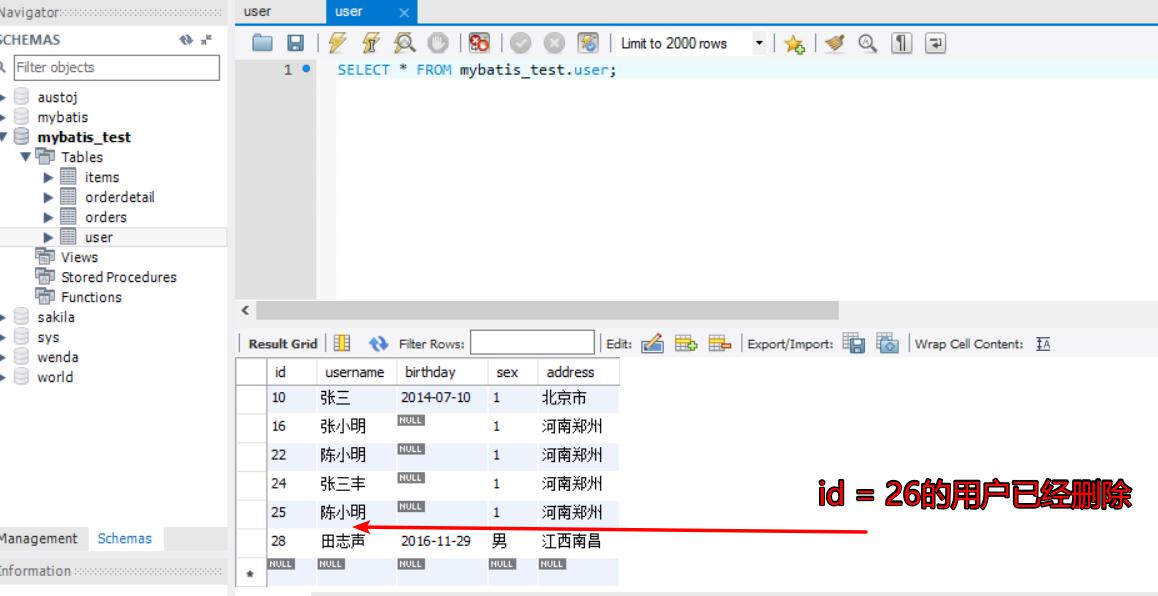 Navigator
SCHEMAS
Filter objects
austoj
mybatis
mybatis_test
Tables
items
orderdetail
orders
user
Views
Stored Procedures
Functions
sakila
sys
wenda
world
Management Schemas
Information
user user
Limit to 2000 rows
1 SELECT * FROM mybatis_test.user;
Result Grid Filter Rows: Edit: Export/Import: Wrap Cell Content:
id username birthday sex address
10 张三 2014-07-10 1 北京市
16 张小明 NULL 1 河南郑州
22 陈小明 NULL 1 河南郑州
24 张三丰 NULL 1 河南郑州
25 陈小明 NULL 1 河南郑州
28 田志声 2016-11-29 男 江西南昌
* NULL NULL NULL NULL NULL
id = 26的用户已经删除